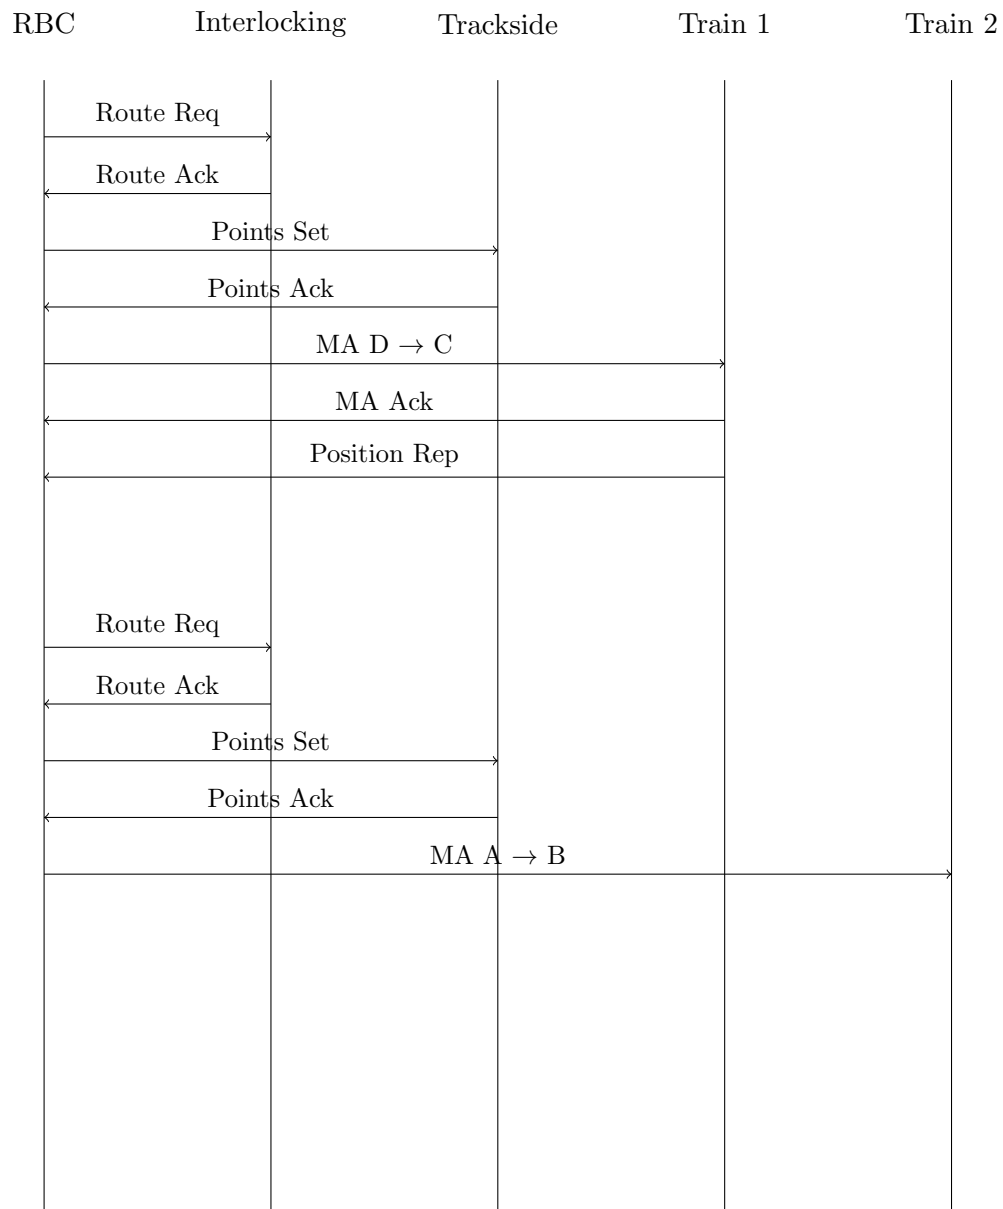 RBC Interlocking Trackside Train 1 Train 2
Route Req
Route Ack
Points Set
Points Ack
MA D → C
MA Ack
Position Rep
Route Req
Route Ack
Points Set
Points Ack
MA A → B